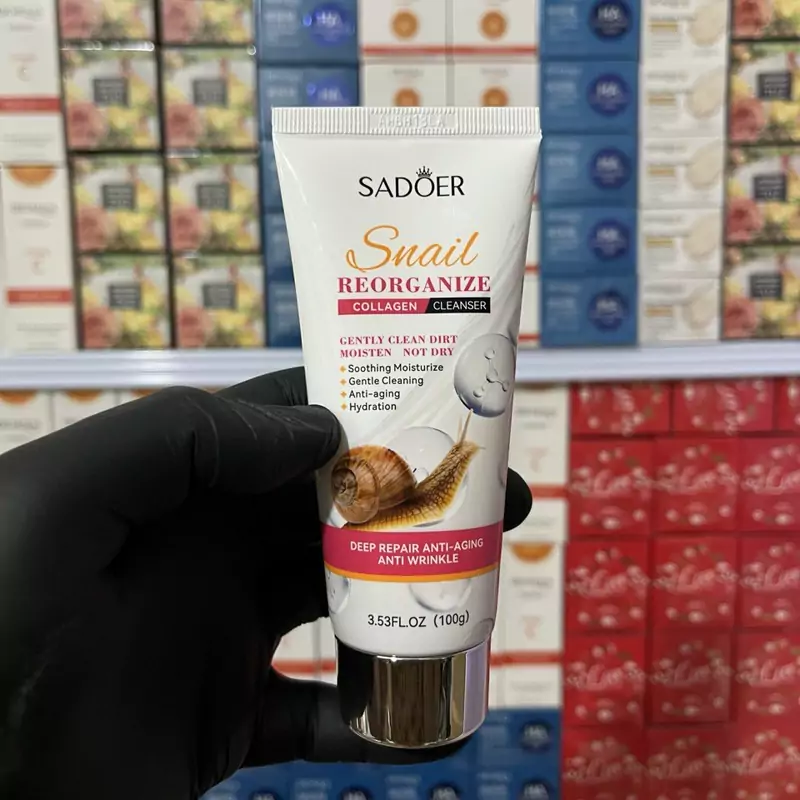 SADOER
Snail
REORGANIZE
COLLAGEN CLEANSER
GENTLY CLEAN DIRT
MOISTEN NOT DRY
Soothing Moisturize
Gentle Cleaning
Anti-aging
Hydration
DEEP REPAIR ANTI-AGING
ANTI WRINKLE
3.53FL.OZ (100g)